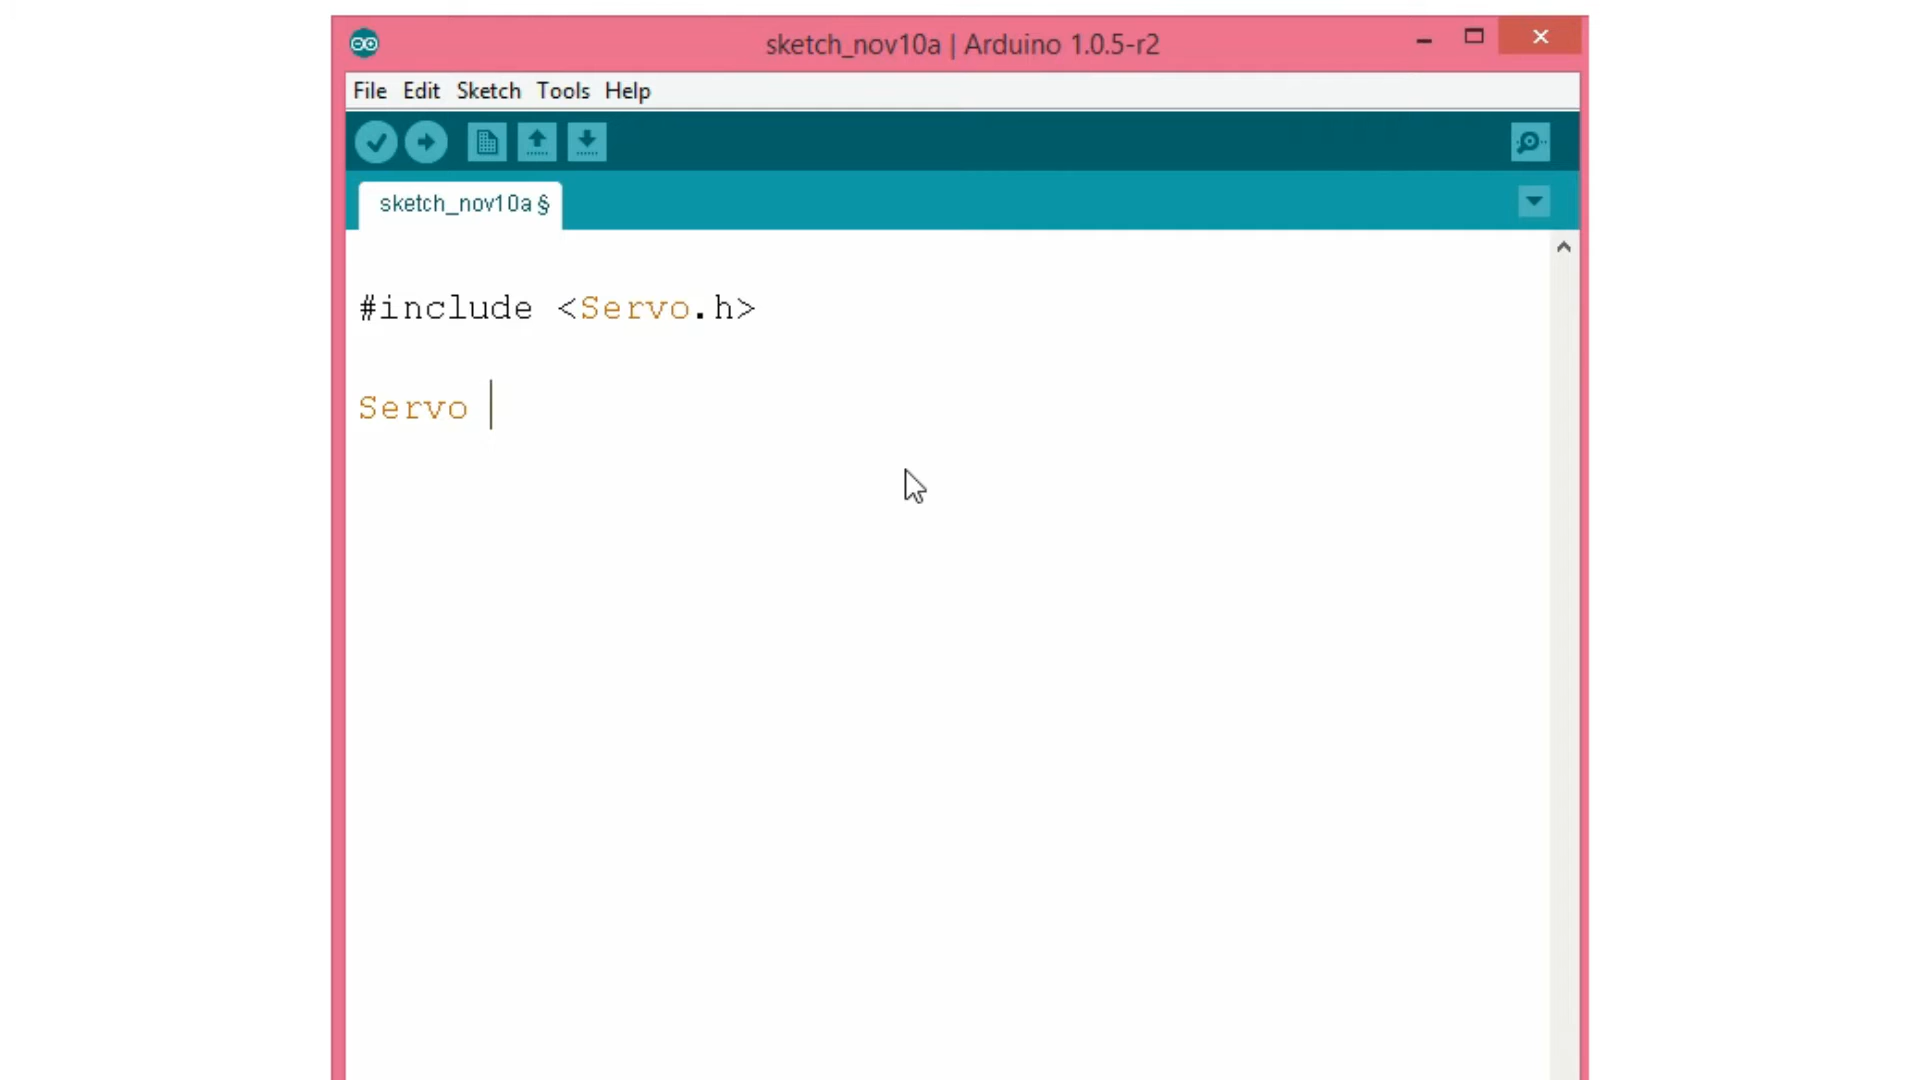 sketch_nov10a | Arduino 1.0.5-r2
File Edit Sketch Tools Help
sketch_nov10a §
#include <Servo.h>
Servo